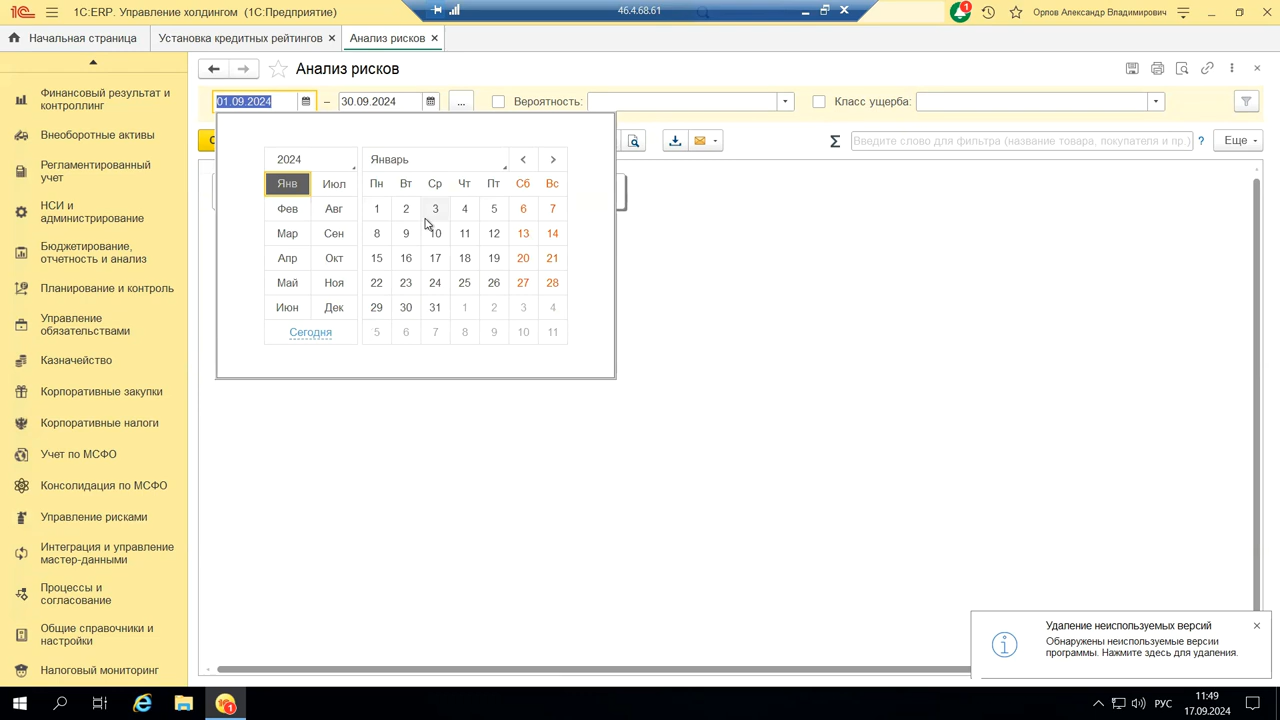 1С:ERP. Управление холдингом (1С:Предприятие)
46.4.68.61
1
Орлов Александр Владимирович
Начальная страница
Установка кредитных рейтингов ×
Анализ рисков ×
Финансовый результат и
контроллинг
Внеоборотные активы
Регламентированный
учет
НСИ и
администрирование
Бюджетирование,
отчетность и анализ
Планирование и контроль
Управление
обязательствами
Казначейство
Корпоративные закупки
Корпоративные налоги
Учет по МСФО
Консолидация по МСФО
Управление рисками
Интеграция и управление
мастер-данными
Процессы и
согласование
Общие справочники и
настройки
Налоговый мониторинг
Анализ рисков
01.09.2024 – 30.09.2024 ... Вероятность: Класс ущерба:
Σ Введите слово для фильтра (название товара, покупателя и пр.) ? Еще
2024 Январь < >
Янв Июл Пн Вт Ср Чт Пт Сб Вс
Фев Авг 1 2 3 4 5 6 7
Мар Сен 8 9 10 11 12 13 14
Апр Окт 15 16 17 18 19 20 21
Май Ноя 22 23 24 25 26 27 28
Июн Дек 29 30 31 1 2 3 4
Сегодня 5 6 7 8 9 10 11
Удаление неиспользуемых версий
Обнаружены неиспользуемые версии
программы. Нажмите здесь для удаления.
РУС
11:49
17.09.2024